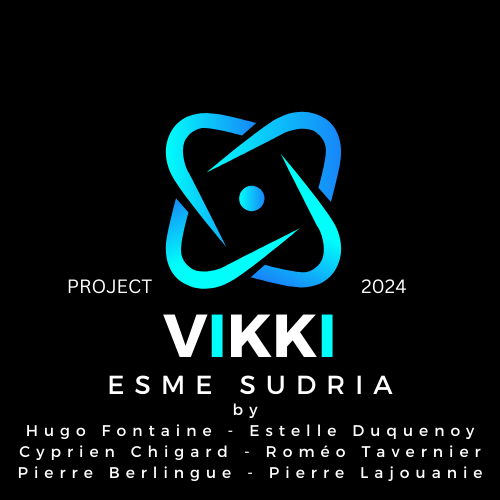 PROJECT 2024
VIKKI
ESME SUDRIA
by
Hugo Fontaine - Estelle Duquenoy
Cyprien Chigard - Roméo Tavernier
Pierre Berlingue - Pierre Lajouanie